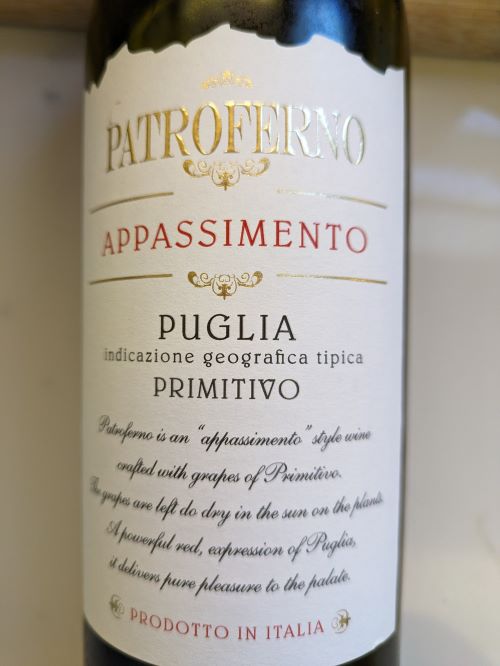 PATROFERNO
APPASSIMENTO
PUGLIA
indicazione geografica tipica
PRIMITIVO
Patroferno is an "appassimento" style wine
crafted with grapes of Primitivo.
The grapes are left do dry in the sun on the plants.
A powerful red, expression of Puglia,
it delivers pure pleasure to the palate.
PRODOTTO IN ITALIA